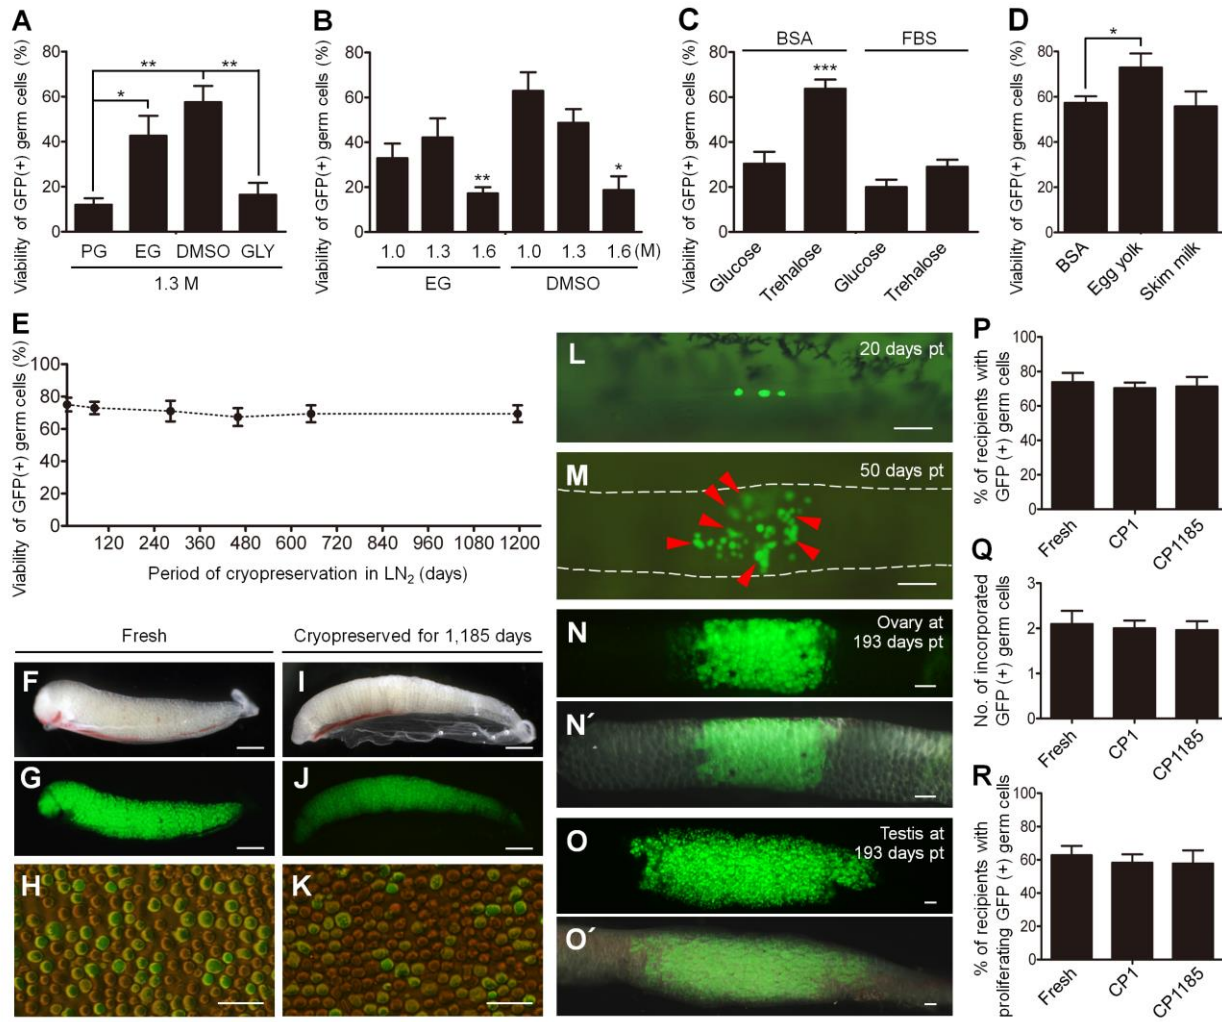 A
Viability of GFP(+) germ cells (%)
80
60
40
20
0
**
**
*
PG EG DMSO GLY
1.3 M
B
Viability of GFP(+) germ cells (%)
80
60
40
20
0
**
*
1.0 1.3 1.6 1.0 1.3 1.6 (M)
EG DMSO
C
Viability of GFP(+) germ cells (%)
80
60
40
20
0
BSA FBS
***
Glucose
Trehalose
Glucose
Trehalose
D
Viability of GFP(+) germ cells (%)
80
60
40
20
0
*
BSA
Egg yolk
Skim milk
E
Viability of GFP(+) germ cells (%)
100
80
60
40
20
0
120 240 360 480 600 720 840 960 1080 1200
Period of cryopreservation in LN2 (days)
Fresh
Cryopreserved for 1,185 days
F
I
G
J
H
K
L
20 days pt
M
50 days pt
N
Ovary at
193 days pt
N´
O
Testis at
193 days pt
O´
P
% of recipients with
GFP (+) germ cells
100
80
60
40
20
0
Fresh
CP1
CP1185
Q
No. of incorporated
GFP (+) germ cells
3
2
1
0
Fresh
CP1
CP1185
R
% of recipients with
proliferating GFP (+) germ cells
100
80
60
40
20
0
Fresh
CP1
CP1185